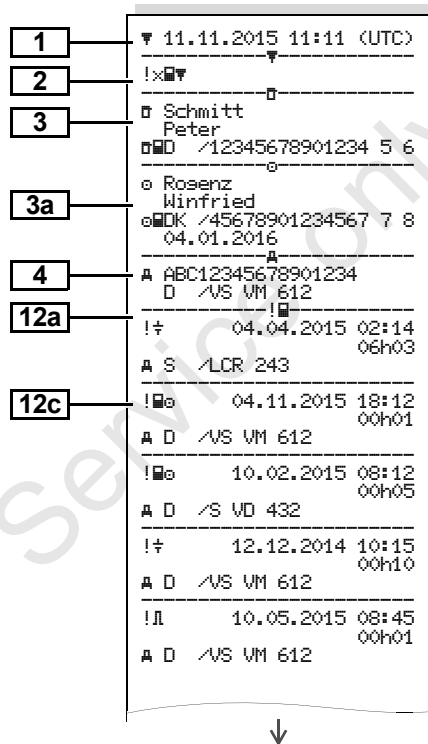 1
▼ 11.11.2015 11:11 (UTC)
2
!x▼
3
Schmitt
Peter
D /12345678901234 5 6
3a
Rogenz
Winfried
DK /45678901234567 7 8
04.01.2016
4
ABC12345678901234
D /VS VM 612
12a
! 04.04.2015 02:14
06h03
S /LCR 243
12c
! 04.11.2015 18:12
00h01
D /VS VM 612
! 10.02.2015 08:12
00h05
D /S VD 432
! 12.12.2014 10:15
00h10
D /VS VM 612
! 10.05.2015 08:45
00h01
D /VS VM 612
Service only